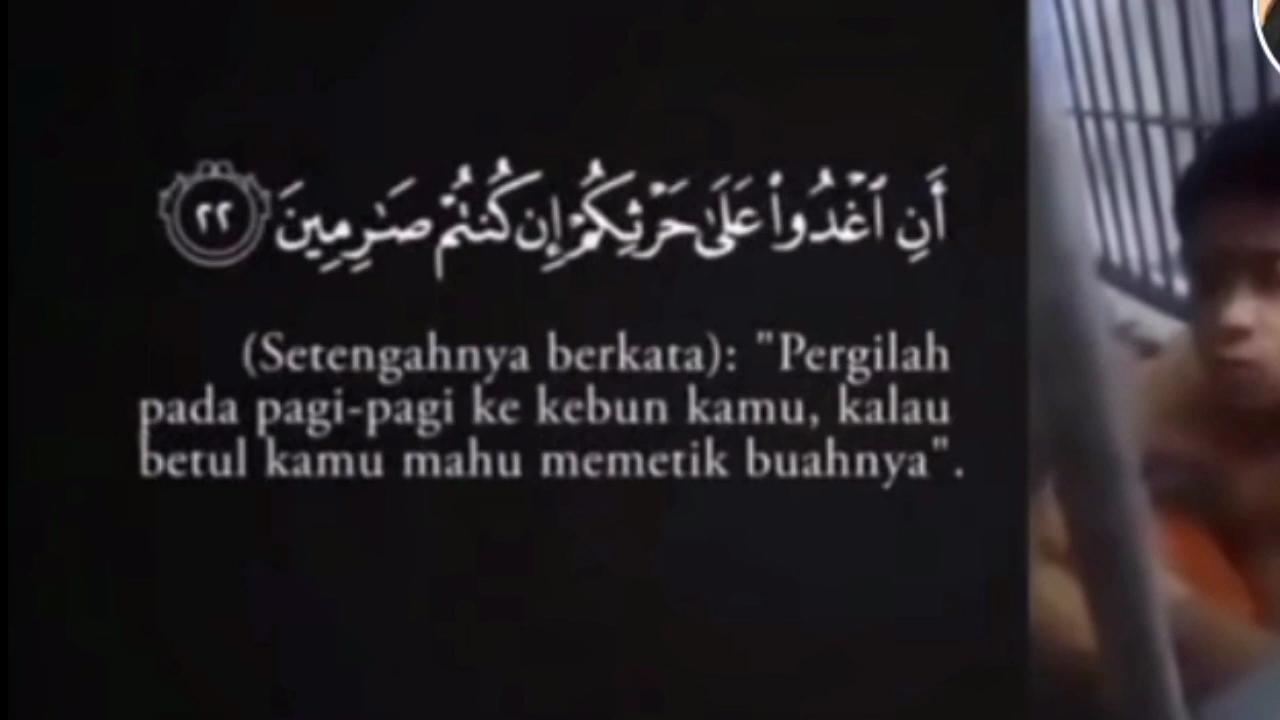 أَنِ ٱغْدُوا۟ عَلَىٰ حَرْثِكُمْ إِن كُنتُمْ صَـٰرِمِينَ ٢٢
(Setengahnya berkata): "Pergilah
pada pagi-pagi ke kebun kamu, kalau
betul kamu mahu memetik buahnya".